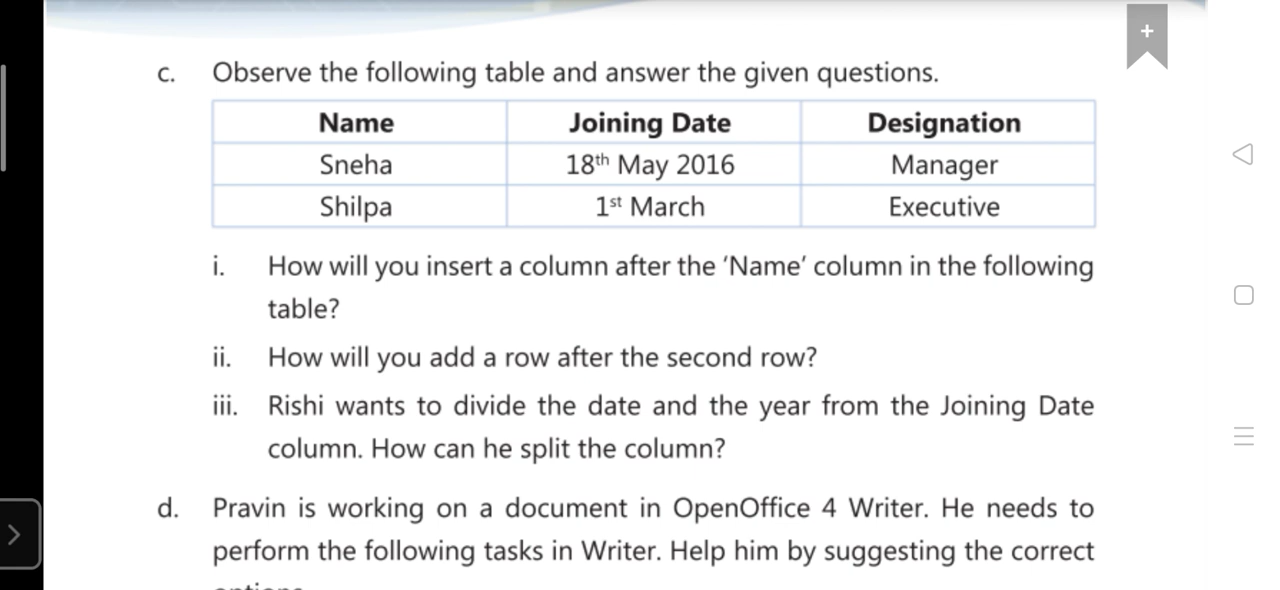 c. Observe the following table and answer the given questions.
Name Joining Date Designation
Sneha 18th May 2016 Manager
Shilpa 1st March Executive
i. How will you insert a column after the ‘Name’ column in the following
table?
ii. How will you add a row after the second row?
iii. Rishi wants to divide the date and the year from the Joining Date
column. How can he split the column?
d. Pravin is working on a document in OpenOffice 4 Writer. He needs to
perform the following tasks in Writer. Help him by suggesting the correct